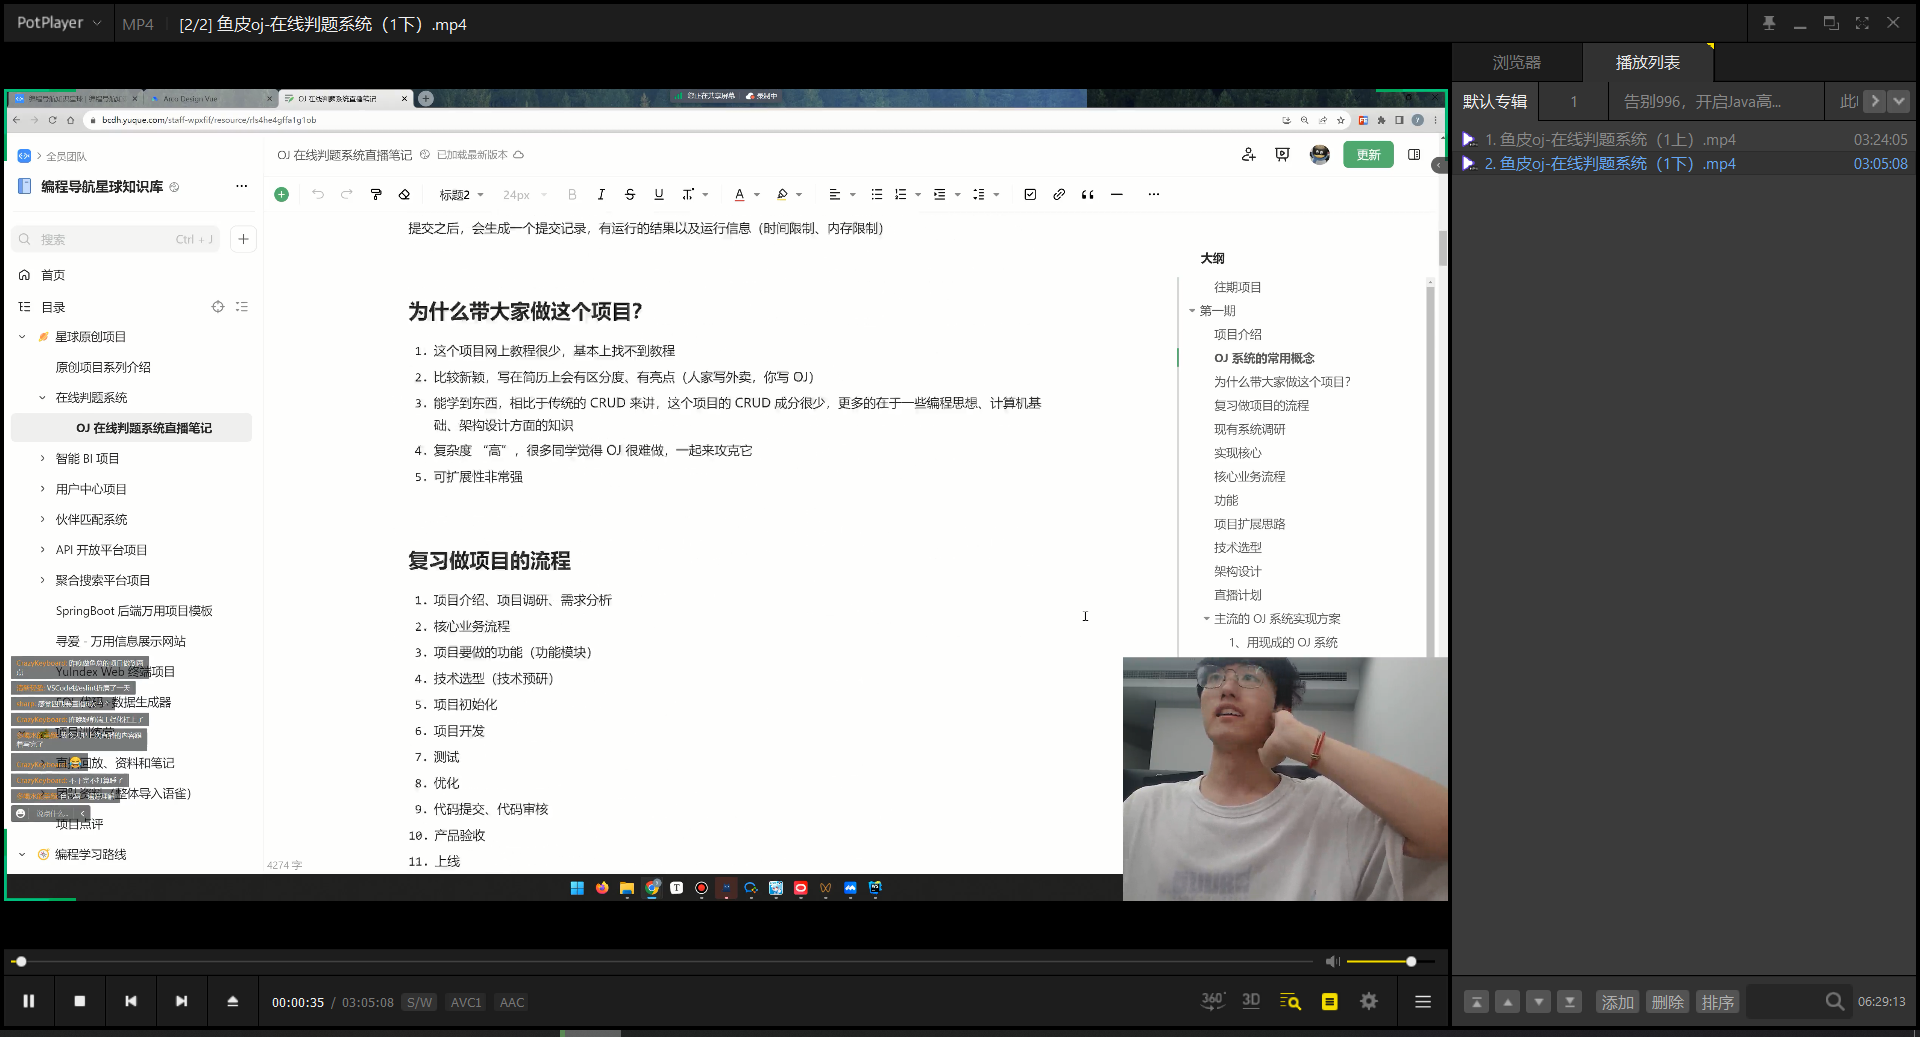 PotPlayer
MP4
[2/2] 鱼皮oj-在线判题系统（1下）.mp4
浏览器
播放列表
默认专辑
1
告别996，开启Java高...
1. 鱼皮oj-在线判题系统（1上）.mp4
03:24:05
2. 鱼皮oj-在线判题系统（1下）.mp4
03:05:08
Arco Design Vue
OJ 在线判题系统直播笔记
您正在共享屏幕
录制中
bcdh.yuque.com/staff-wpxfif/resource/rls4he4gffa1g1ob
全员团队
OJ 在线判题系统直播笔记
已加载最新版本
更新
编程导航星球知识库
标题2
24px
搜索
Ctrl + J
首页
目录
星球原创项目
原创项目系列介绍
在线判题系统
OJ 在线判题系统直播笔记
智能 BI 项目
用户中心项目
伙伴匹配系统
API 开放平台项目
聚合搜索平台项目
SpringBoot 后端万用项目模板
寻爱 - 万用信息展示网站
YuIndex Web 终端项目
数据生成器
回放、资料和笔记
项目点评
编程学习路线
提交之后，会生成一个提交记录，有运行的结果以及运行信息（时间限制、内存限制）
为什么带大家做这个项目？
1. 这个项目网上教程很少，基本上找不到教程
2. 比较新颖，写在简历上会有区分度、有亮点（人家写外卖，你写 OJ）
3. 能学到东西，相比于传统的 CRUD 来讲，这个项目的 CRUD 成分很少，更多的在于一些编程思想、计算机基
础、架构设计方面的知识
4. 复杂度 “高”，很多同学觉得 OJ 很难做，一起来攻克它
5. 可扩展性非常强
复习做项目的流程
1. 项目介绍、项目调研、需求分析
2. 核心业务流程
3. 项目要做的功能（功能模块）
4. 技术选型（技术预研）
5. 项目初始化
6. 项目开发
7. 测试
8. 优化
9. 代码提交、代码审核
10. 产品验收
11. 上线
4274 字
大纲
往期项目
第一期
项目介绍
OJ 系统的常用概念
为什么带大家做这个项目？
复习做项目的流程
现有系统调研
实现核心
核心业务流程
功能
项目扩展思路
技术选型
架构设计
直播计划
主流的 OJ 系统实现方案
1、用现成的 OJ 系统
00:00:35 / 03:05:08
S/W
AVC1
AAC
360°
3D
添加
删除
排序
06:29:13